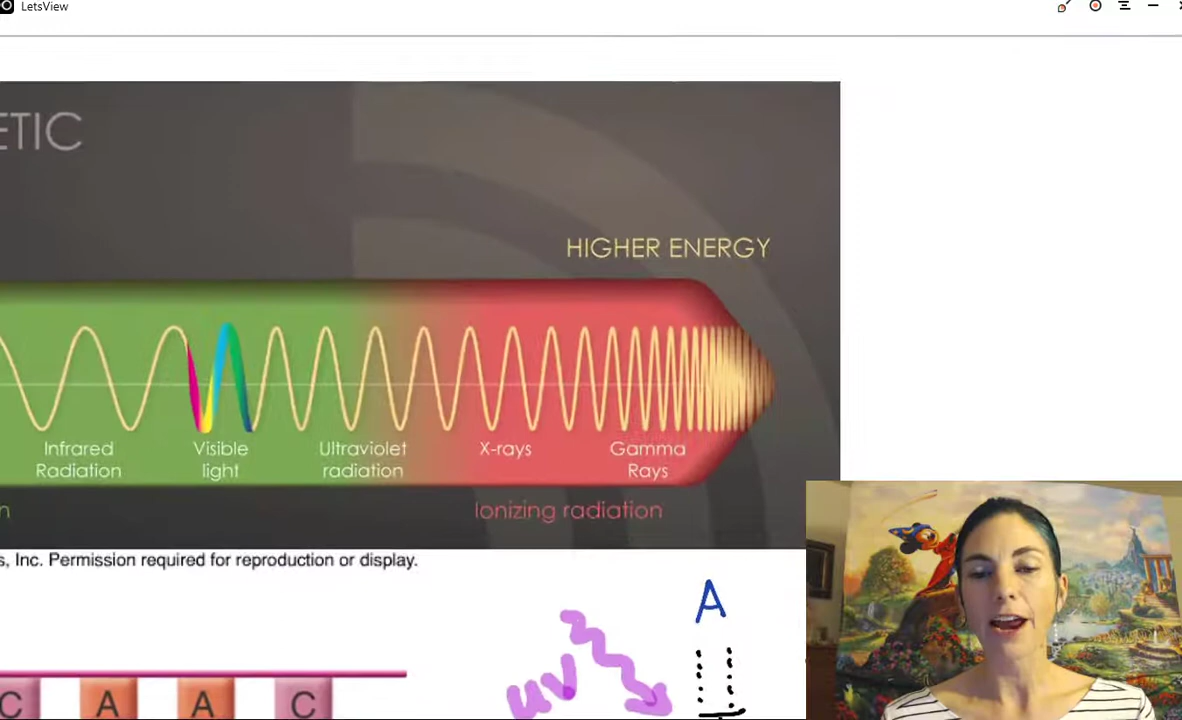 LetsView
ETIC
HIGHER ENERGY
Infrared
Radiation
Visible
light
Ultraviolet
radiation
X-rays
Gamma
Rays
n
Ionizing radiation
s, Inc. Permission required for reproduction or display.
A
uv
C A A C